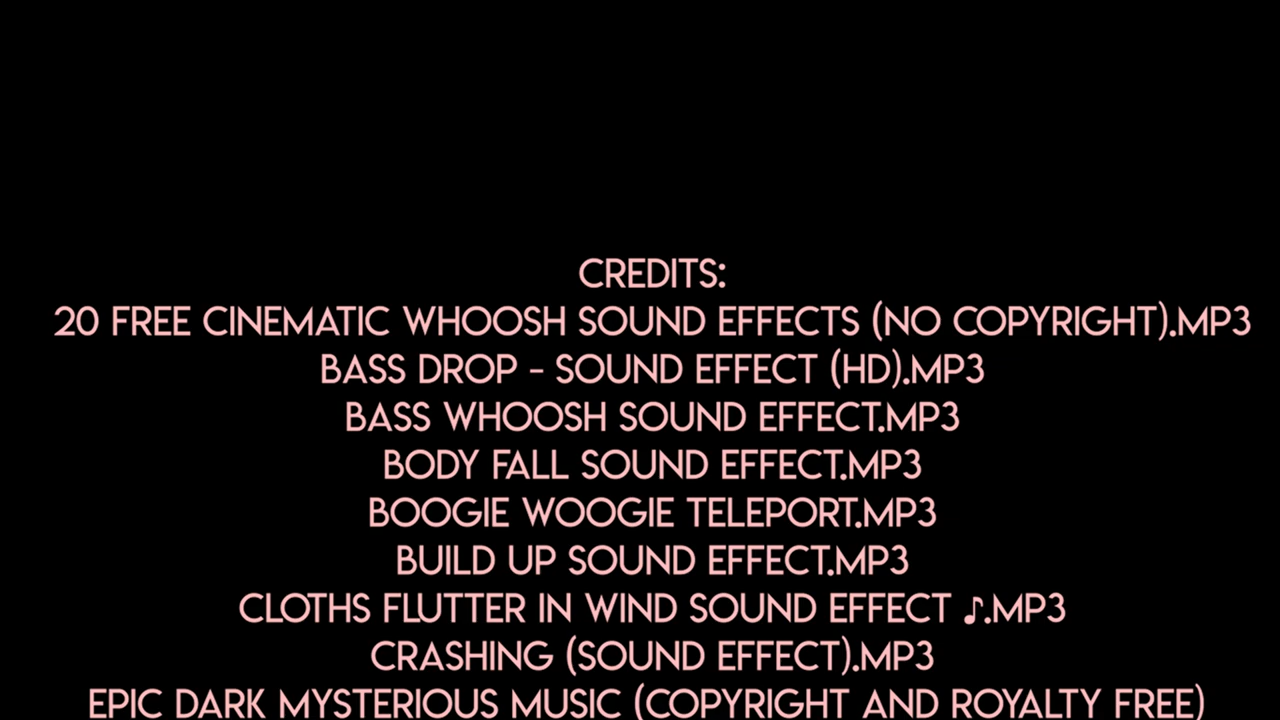 CREDITS:
20 FREE CINEMATIC WHOOSH SOUND EFFECTS (NO COPYRIGHT).MP3
BASS DROP - SOUND EFFECT (HD).MP3
BASS WHOOSH SOUND EFFECT.MP3
BODY FALL SOUND EFFECT.MP3
BOOGIE WOOGIE TELEPORT.MP3
BUILD UP SOUND EFFECT.MP3
CLOTHS FLUTTER IN WIND SOUND EFFECT ♪.MP3
CRASHING (SOUND EFFECT).MP3
EPIC DARK MYSTERIOUS MUSIC (COPYRIGHT AND ROYALTY FREE)